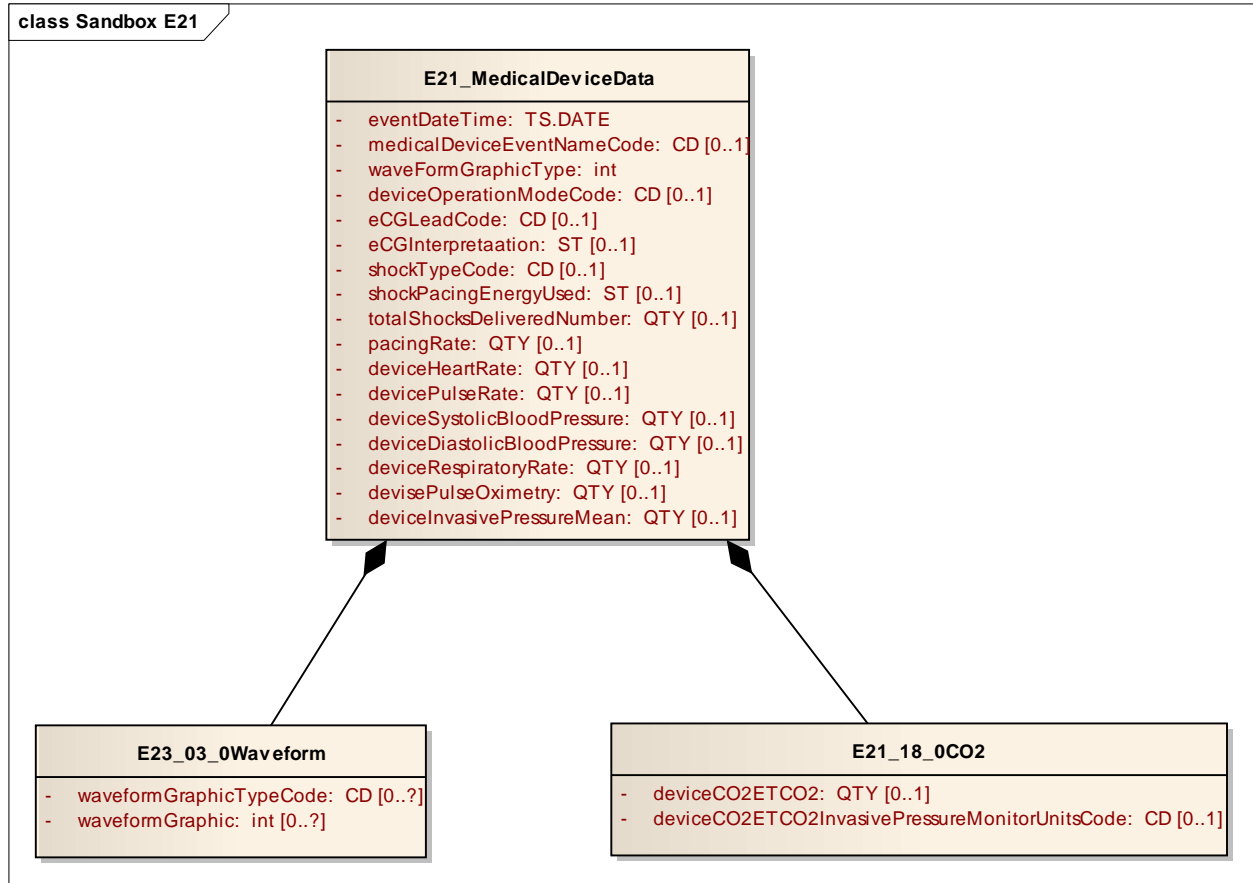 class Sandbox E21
E21_MedicalDeviceData
- eventDateTime: TS.DATE
- medicalDeviceEventNameCode: CD [0..1]
- waveFormGraphicType: int
- deviceOperationModeCode: CD [0..1]
- eCGLeadCode: CD [0..1]
- eCGInterpretaation: ST [0..1]
- shockTypeCode: CD [0..1]
- shockPacingEnergyUsed: ST [0..1]
- totalShocksDeliveredNumber: QTY [0..1]
- pacingRate: QTY [0..1]
- deviceHeartRate: QTY [0..1]
- devicePulseRate: QTY [0..1]
- deviceSystolicBloodPressure: QTY [0..1]
- deviceDiastolicBloodPressure: QTY [0..1]
- deviceRespiratoryRate: QTY [0..1]
- devisePulseOximetry: QTY [0..1]
- deviceInvasivePressureMean: QTY [0..1]
E23_03_0Waveform
- waveformGraphicTypeCode: CD [0..?]
- waveformGraphic: int [0..?]
E21_18_0CO2
- deviceCO2ETCO2: QTY [0..1]
- deviceCO2ETCO2InvasivePressureMonitorUnitsCode: CD [0..1]